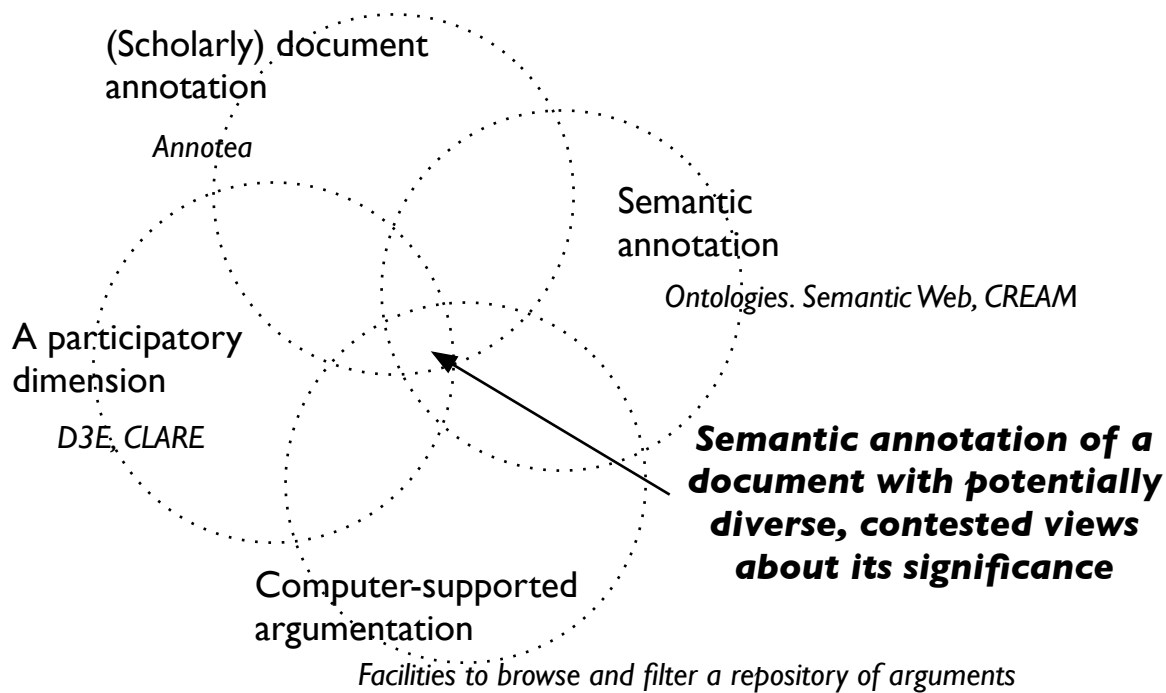 (Scholarly) document
annotation
Annotea
Semantic
annotation
Ontologies. Semantic Web, CREAM
A participatory
dimension
D3E, CLARE
Semantic annotation of a
document with potentially
diverse, contested views
about its significance
Computer-supported
argumentation
Facilities to browse and filter a repository of arguments